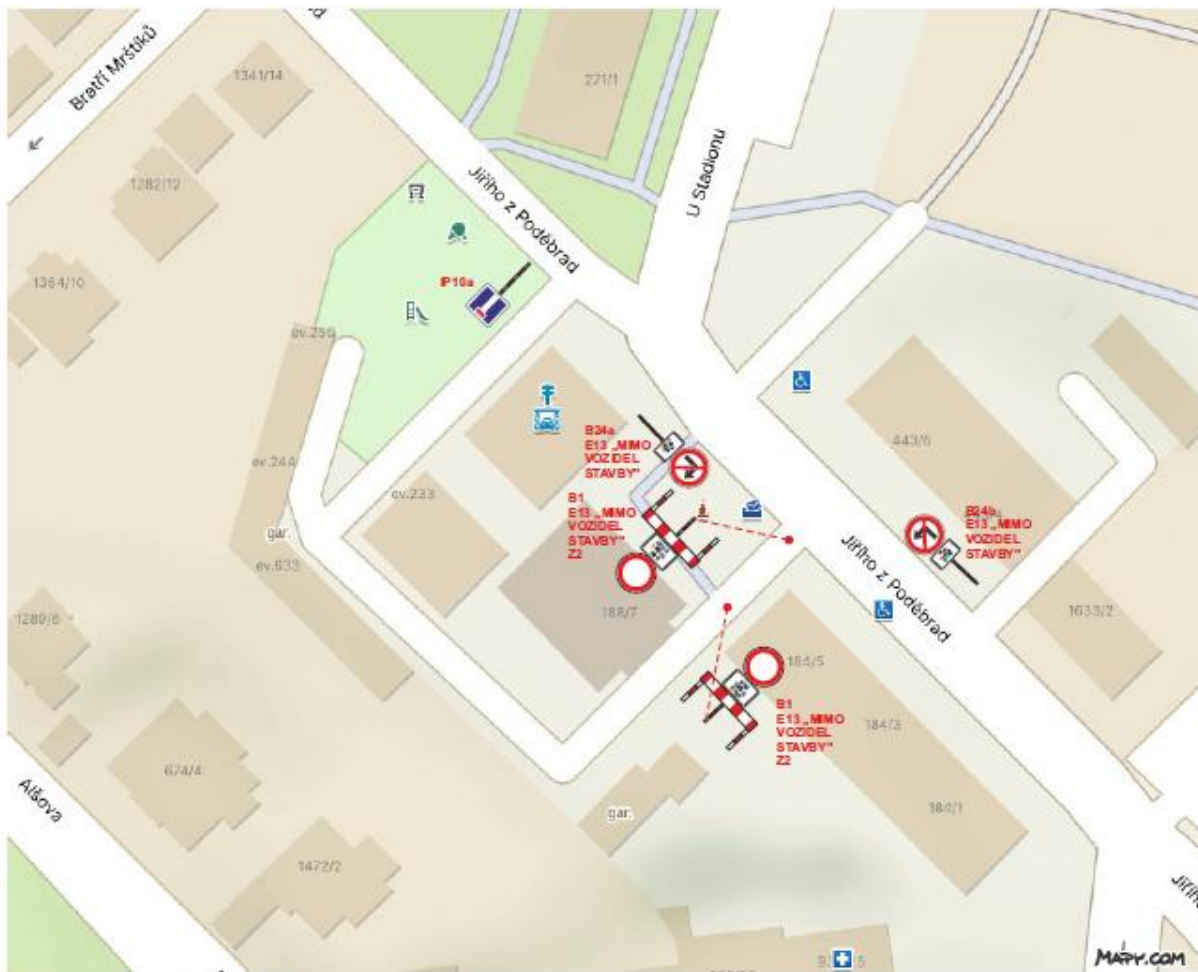 Bratří Mrštíků
1341/14
271/1
1282/12
Jiřího z Poděbrad
U Stadionu
1364/10
IP10a
ev.256
B24a
E13 „MIMO
VOZIDEL
STAVBY"
443/6
ev.244
ev.233
B1
E13 „MIMO
VOZIDEL
STAVBY"
Z2
B24b
E13 „MIMO
VOZIDEL
STAVBY"
gar.
ev.633
Jiřího z Poděbrad
188/7
1633/2
1289/6
184/5
B1
E13 „MIMO
VOZIDEL
STAVBY"
Z2
184/3
674/4
Alšova
gar.
184/1
1472/2
Jiřího
Mapy.com